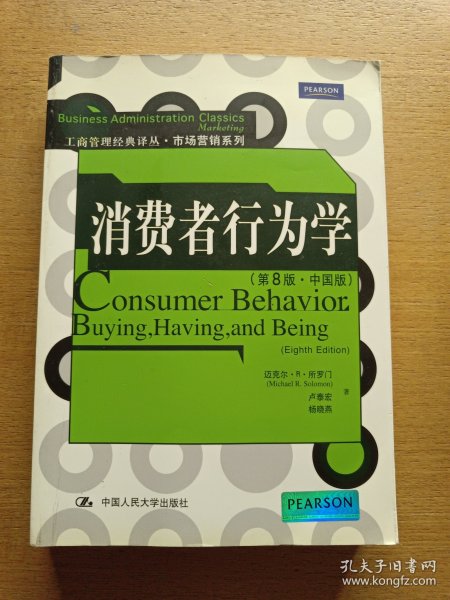 PEARSON
Business Administration Classics
Marketing
工商管理经典译丛·市场营销系列
消费者行为学
(第8版·中国版)
Consumer Behavior
Buying,Having,and Being
(Eighth Edition)
迈克尔·R·所罗门
(Michael R. Solomon)
卢泰宏
杨晓燕
著
中国人民大学出版社
PEARSON
孔夫子旧书网
www.kongfz.com